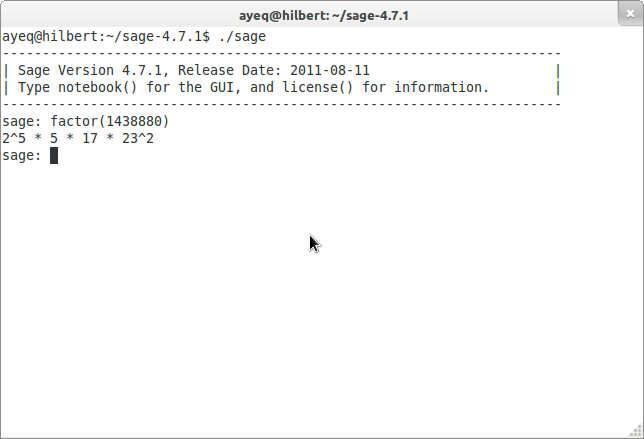 ayeq@hilbert: ~/sage-4.7.1
ayeq@hilbert:~/sage-4.7.1$ ./sage
----------------------------------------------------------------------
| Sage Version 4.7.1, Release Date: 2011-08-11                       |
| Type notebook() for the GUI, and license() for information.        |
----------------------------------------------------------------------
sage: factor(1438880)
2^5 * 5 * 17 * 23^2
sage: